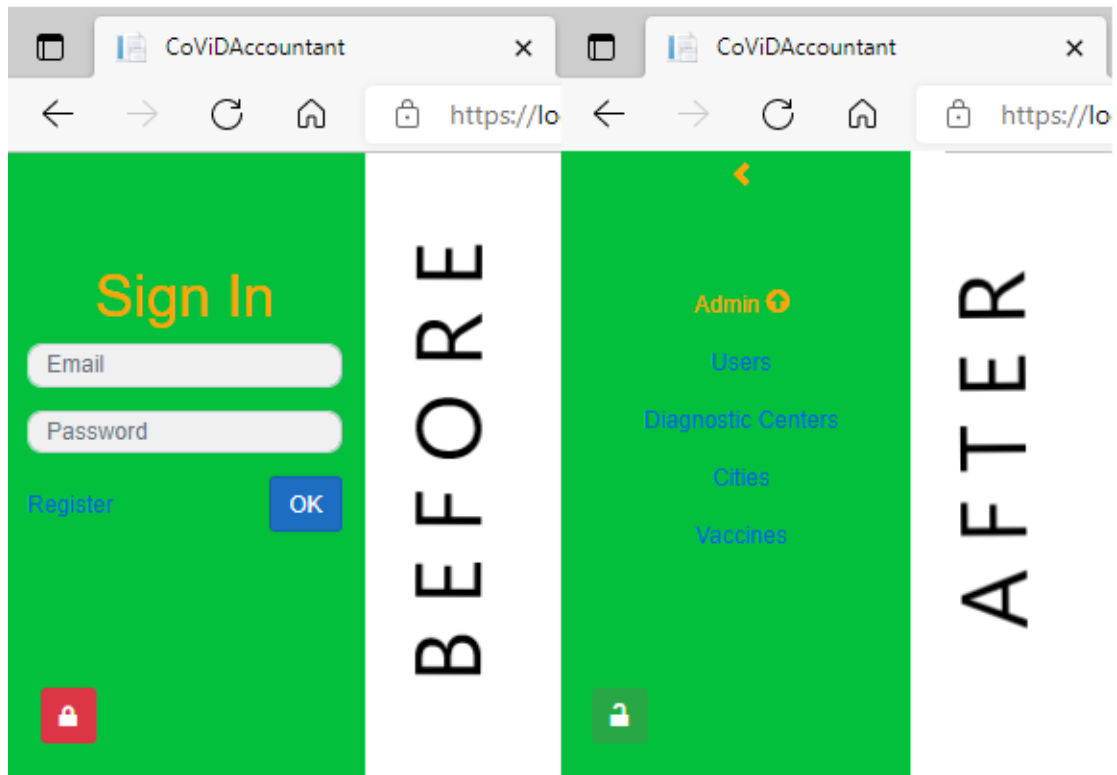 CoViDAccountant
https://lo
Sign In
Email
Password
Register
OK
BEFORE
CoViDAccountant
https://lo
Admin
Users
Diagnostic Centers
Cities
Vaccines
AFTER